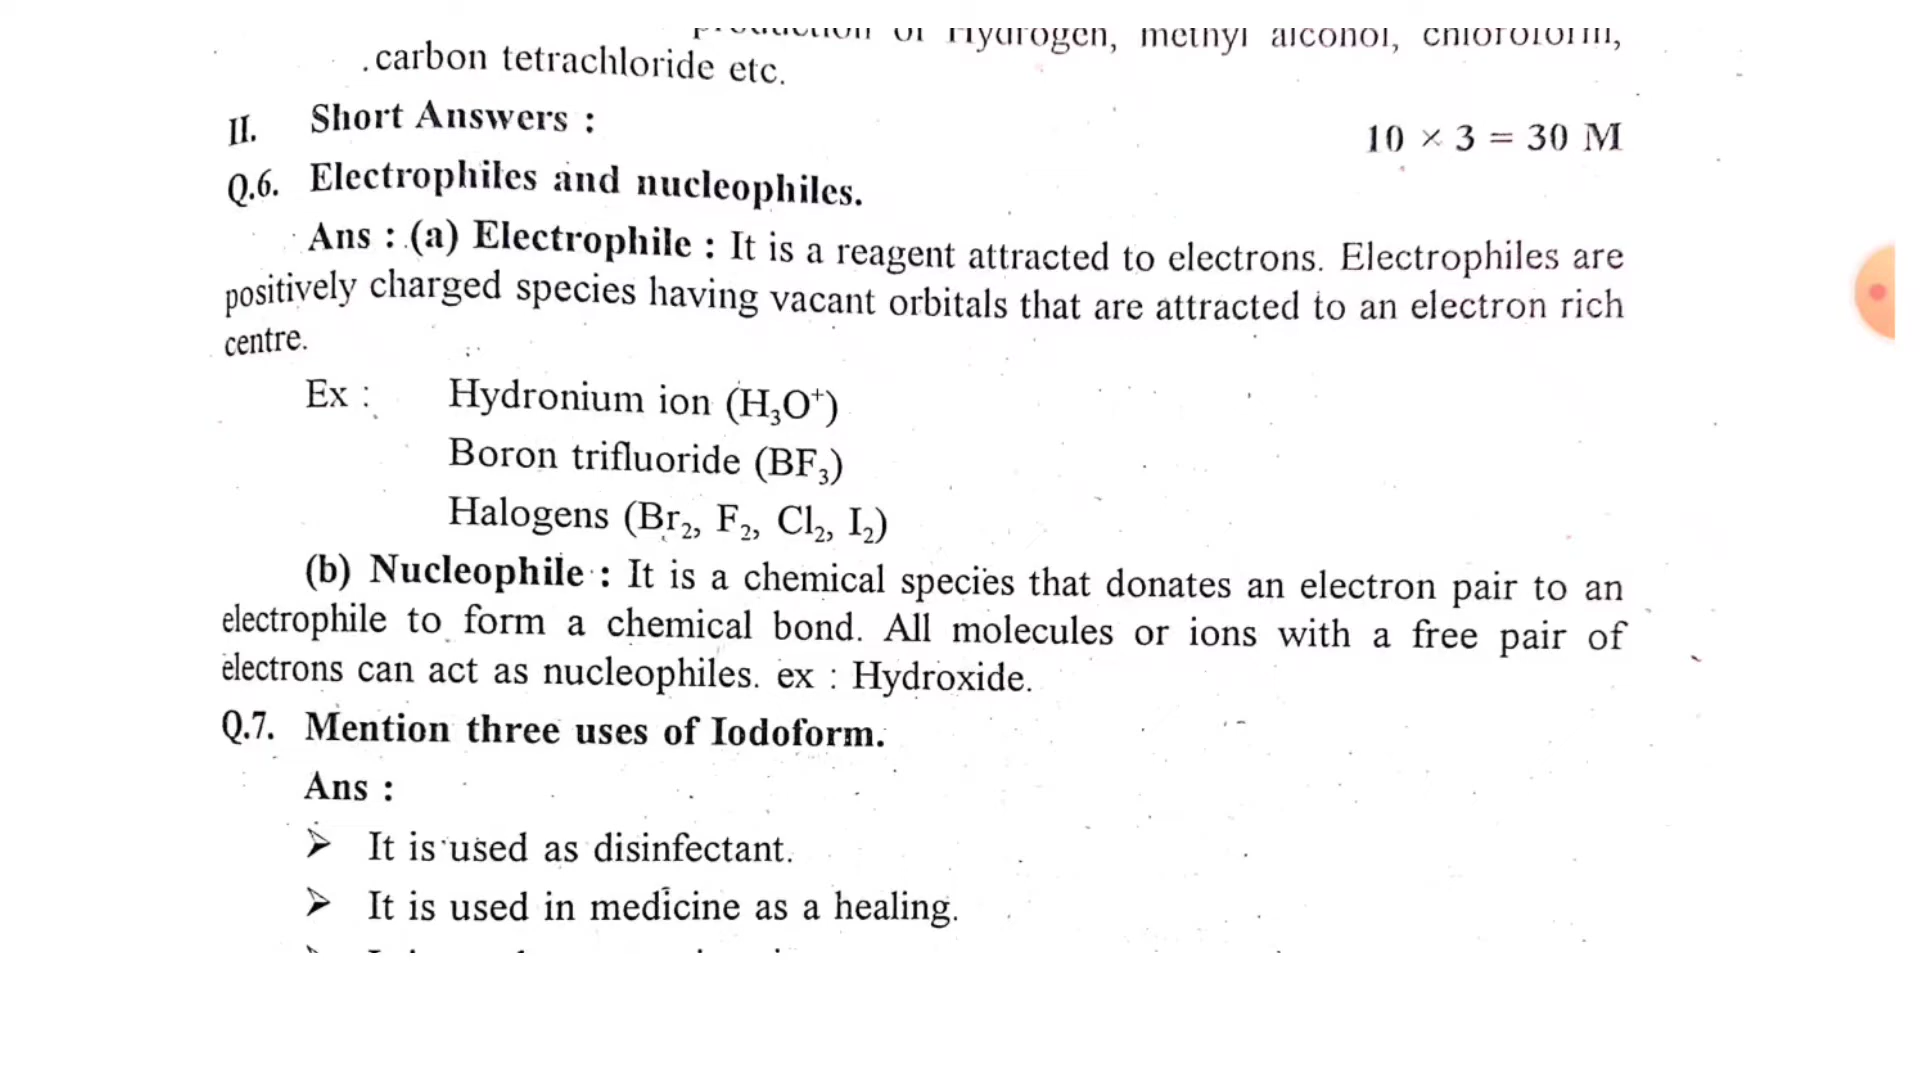 of Hydrogen, methyl alcohol, chloroform,
carbon tetrachloride etc.
II. Short Answers :
10 × 3 = 30 M
Q.6. Electrophiles and nucleophiles.
Ans : (a) Electrophile : It is a reagent attracted to electrons. Electrophiles are
positively charged species having vacant orbitals that are attracted to an electron rich
centre.
Ex : Hydronium ion (H₃O⁺)
Boron trifluoride (BF₃)
Halogens (Br₂, F₂, Cl₂, I₂)
(b) Nucleophile : It is a chemical species that donates an electron pair to an
electrophile to form a chemical bond. All molecules or ions with a free pair of
electrons can act as nucleophiles. ex : Hydroxide.
Q.7. Mention three uses of Iodoform.
Ans :
➢ It is used as disinfectant.
➢ It is used in medicine as a healing.